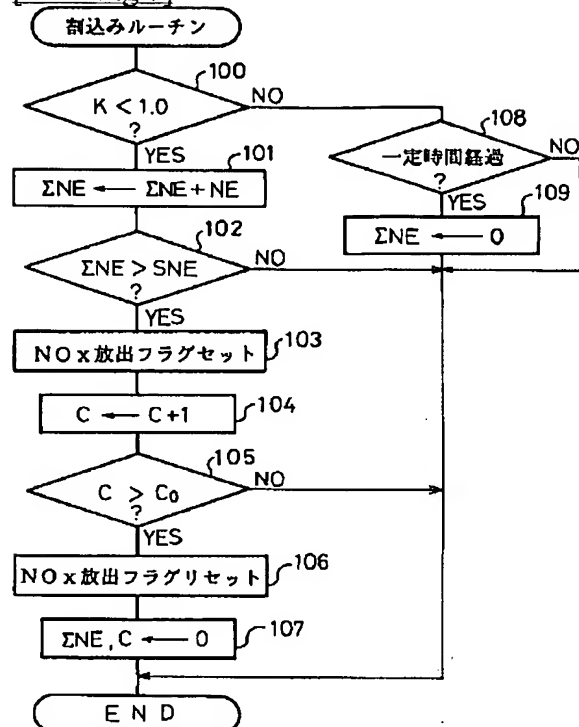 割込みルーチン
100
K < 1.0
?
NO
YES
101
ΣNE ← ΣNE + NE
102
ΣNE > SNE
?
NO
YES
NOx放出フラグセット
103
C ← C+1
104
105
C > C₀
?
NO
YES
NOx放出フラグリセット
106
ΣNE, C ← 0
107
END
108
一定時間経過
?
NO
YES
109
ΣNE ← 0